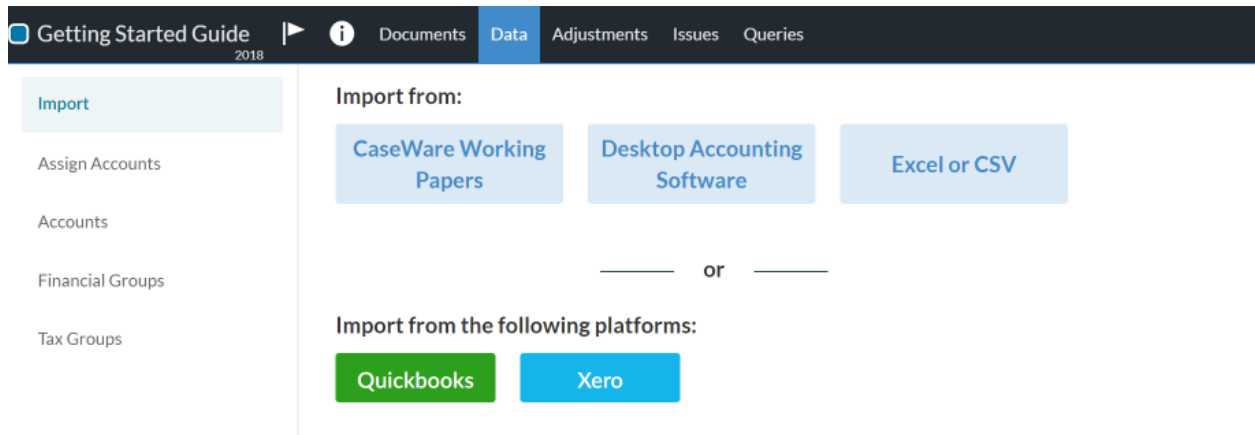 Getting Started Guide
2018
Documents Data Adjustments Issues Queries
Import
Assign Accounts
Accounts
Financial Groups
Tax Groups
Import from:
CaseWare Working
Papers
Desktop Accounting
Software
Excel or CSV
or
Import from the following platforms:
Quickbooks
Xero